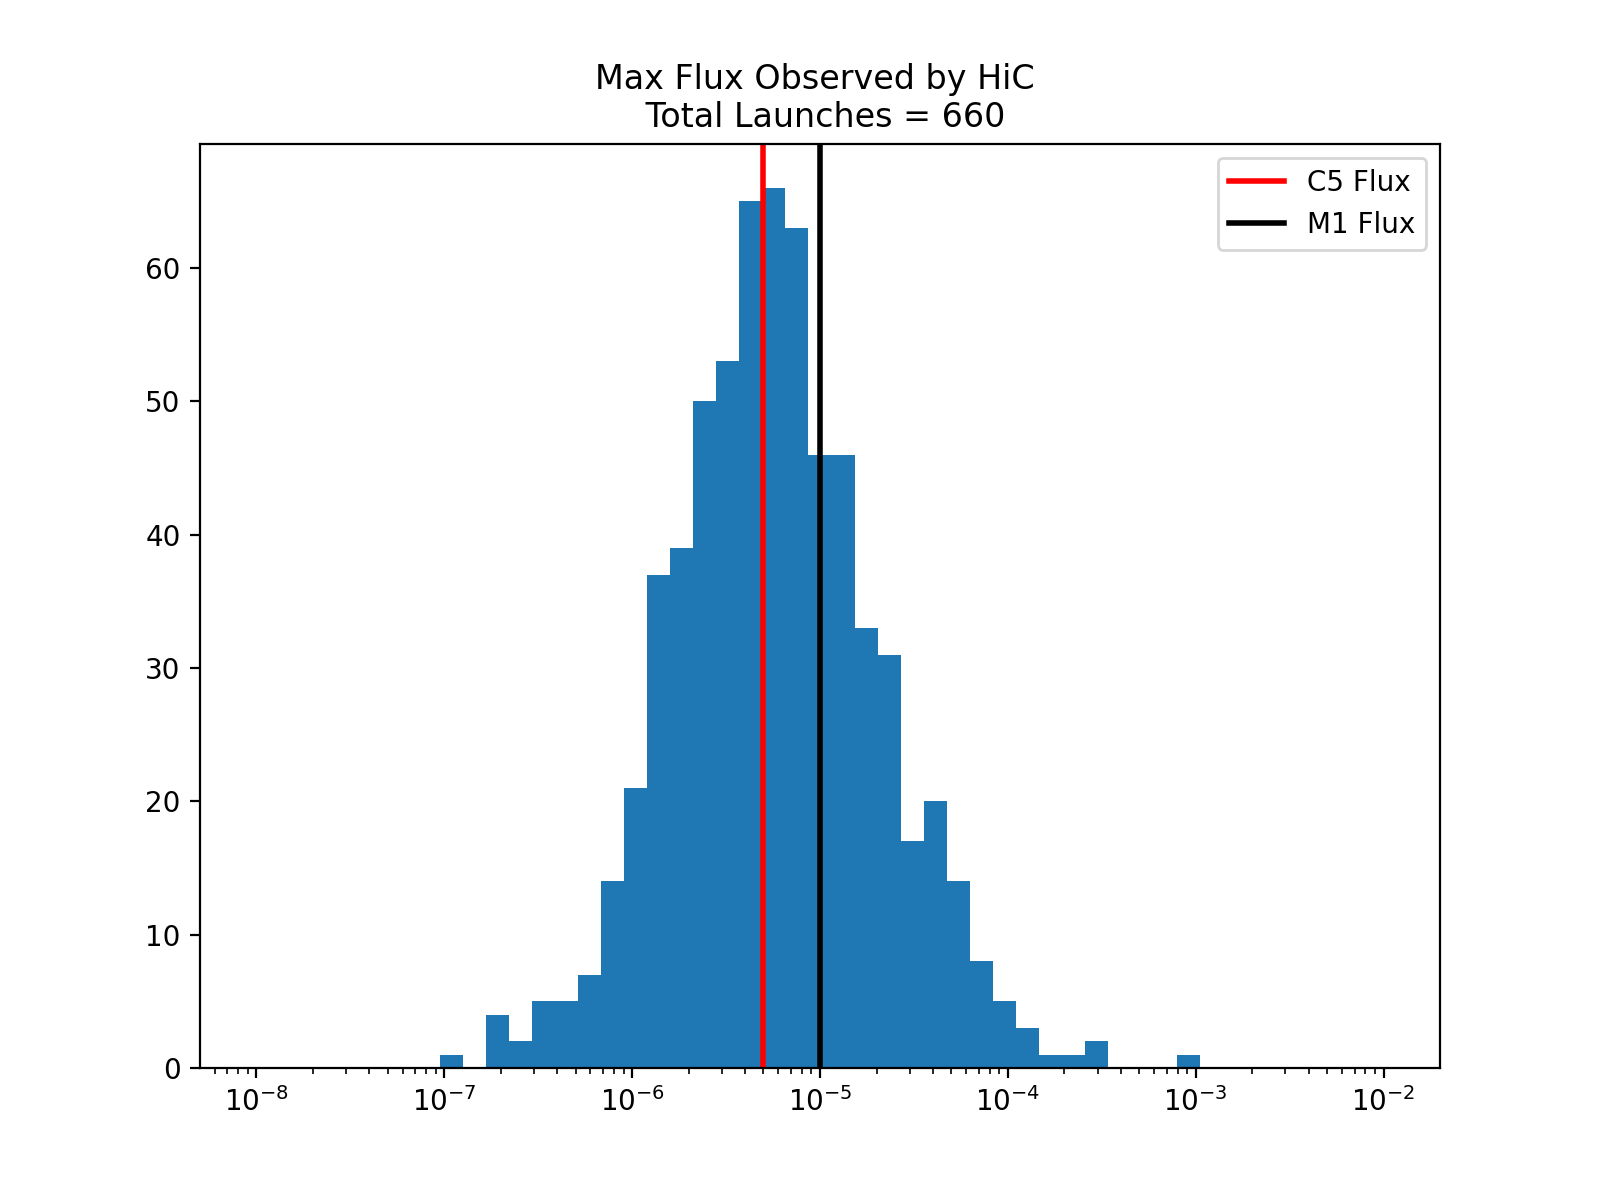 Max Flux Observed by HiC
Total Launches = 660
C5 Flux
M1 Flux
60
50
40
30
20
10
0
10⁻⁸ 10⁻⁷ 10⁻⁶ 10⁻⁵ 10⁻⁴ 10⁻³ 10⁻²